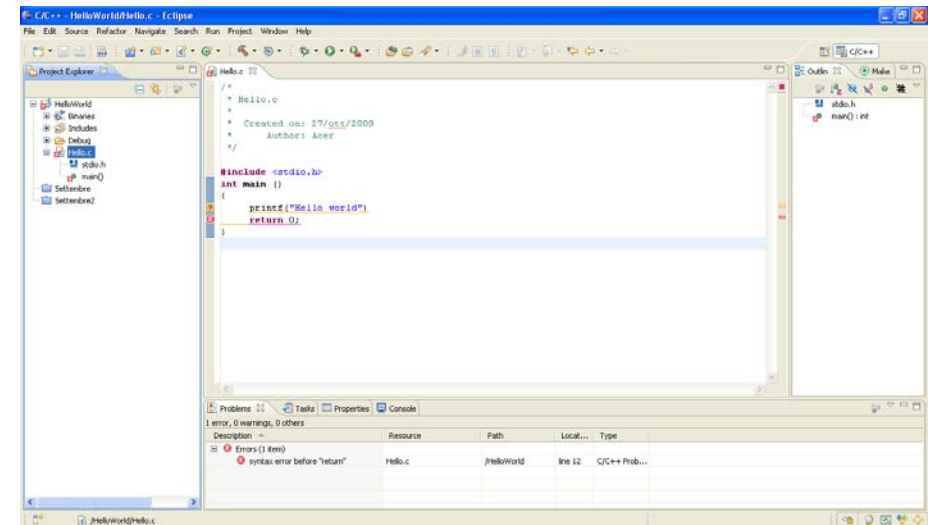 C/C++ - HelloWorld/Hello.c - Eclipse
File Edit Source Refactor Navigate Search Run Project Window Help
C/C++
Project Explorer
HelloWorld
Binaries
Includes
Debug
Hello.c
stdio.h
main()
Settembre
Settembre2
Hello.c
/*
* Hello.c
*
* Created on: 27/ott/2009
* Author: Acer
*/
#include <stdio.h>
int main ()
{
printf("Hello world")
return 0;
}
Outlin
Make
stdio.h
main() : int
Problems Tasks Properties Console
1 error, 0 warnings, 0 others
Description Resource Path Locat... Type
Errors (1 item)
syntax error before "return" Hello.c /HelloWorld line 12 C/C++ Prob...
/HelloWorld/Hello.c